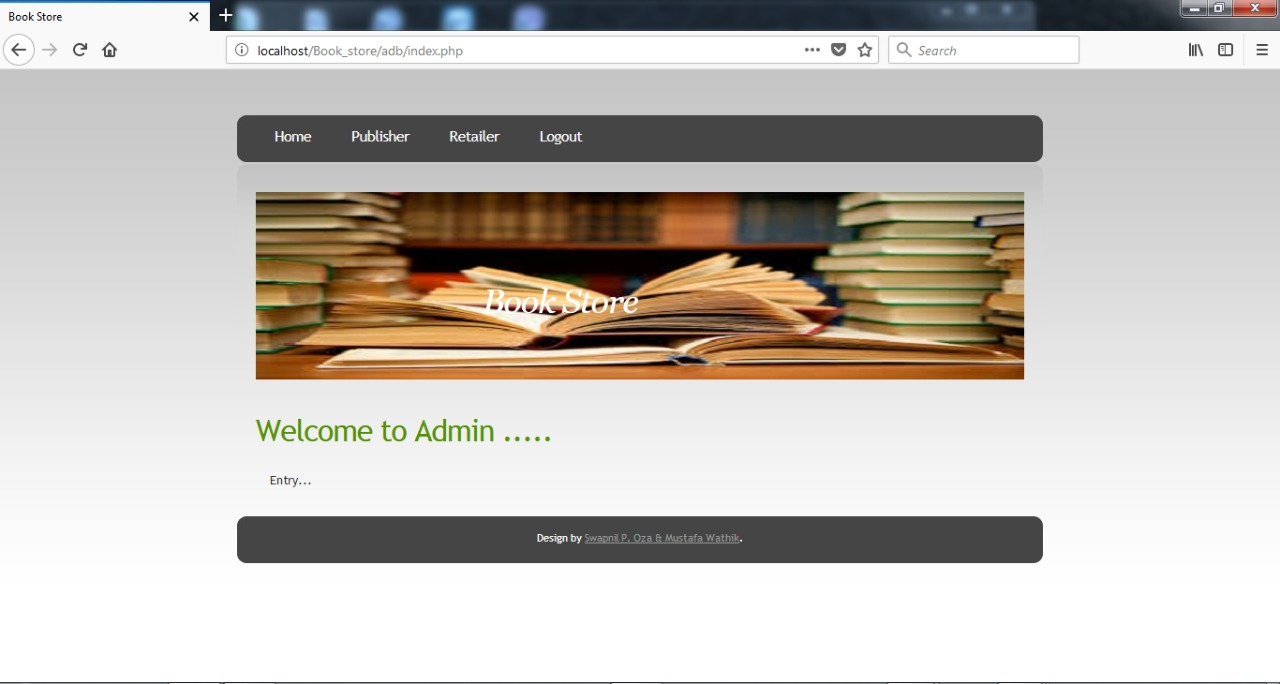 Book Store
localhost/Book_store/adb/index.php
Search
Home Publisher Retailer Logout
Book Store
Welcome to Admin .....
Entry...
Design by Swapnil P. Oza & Mustafa Wathik.